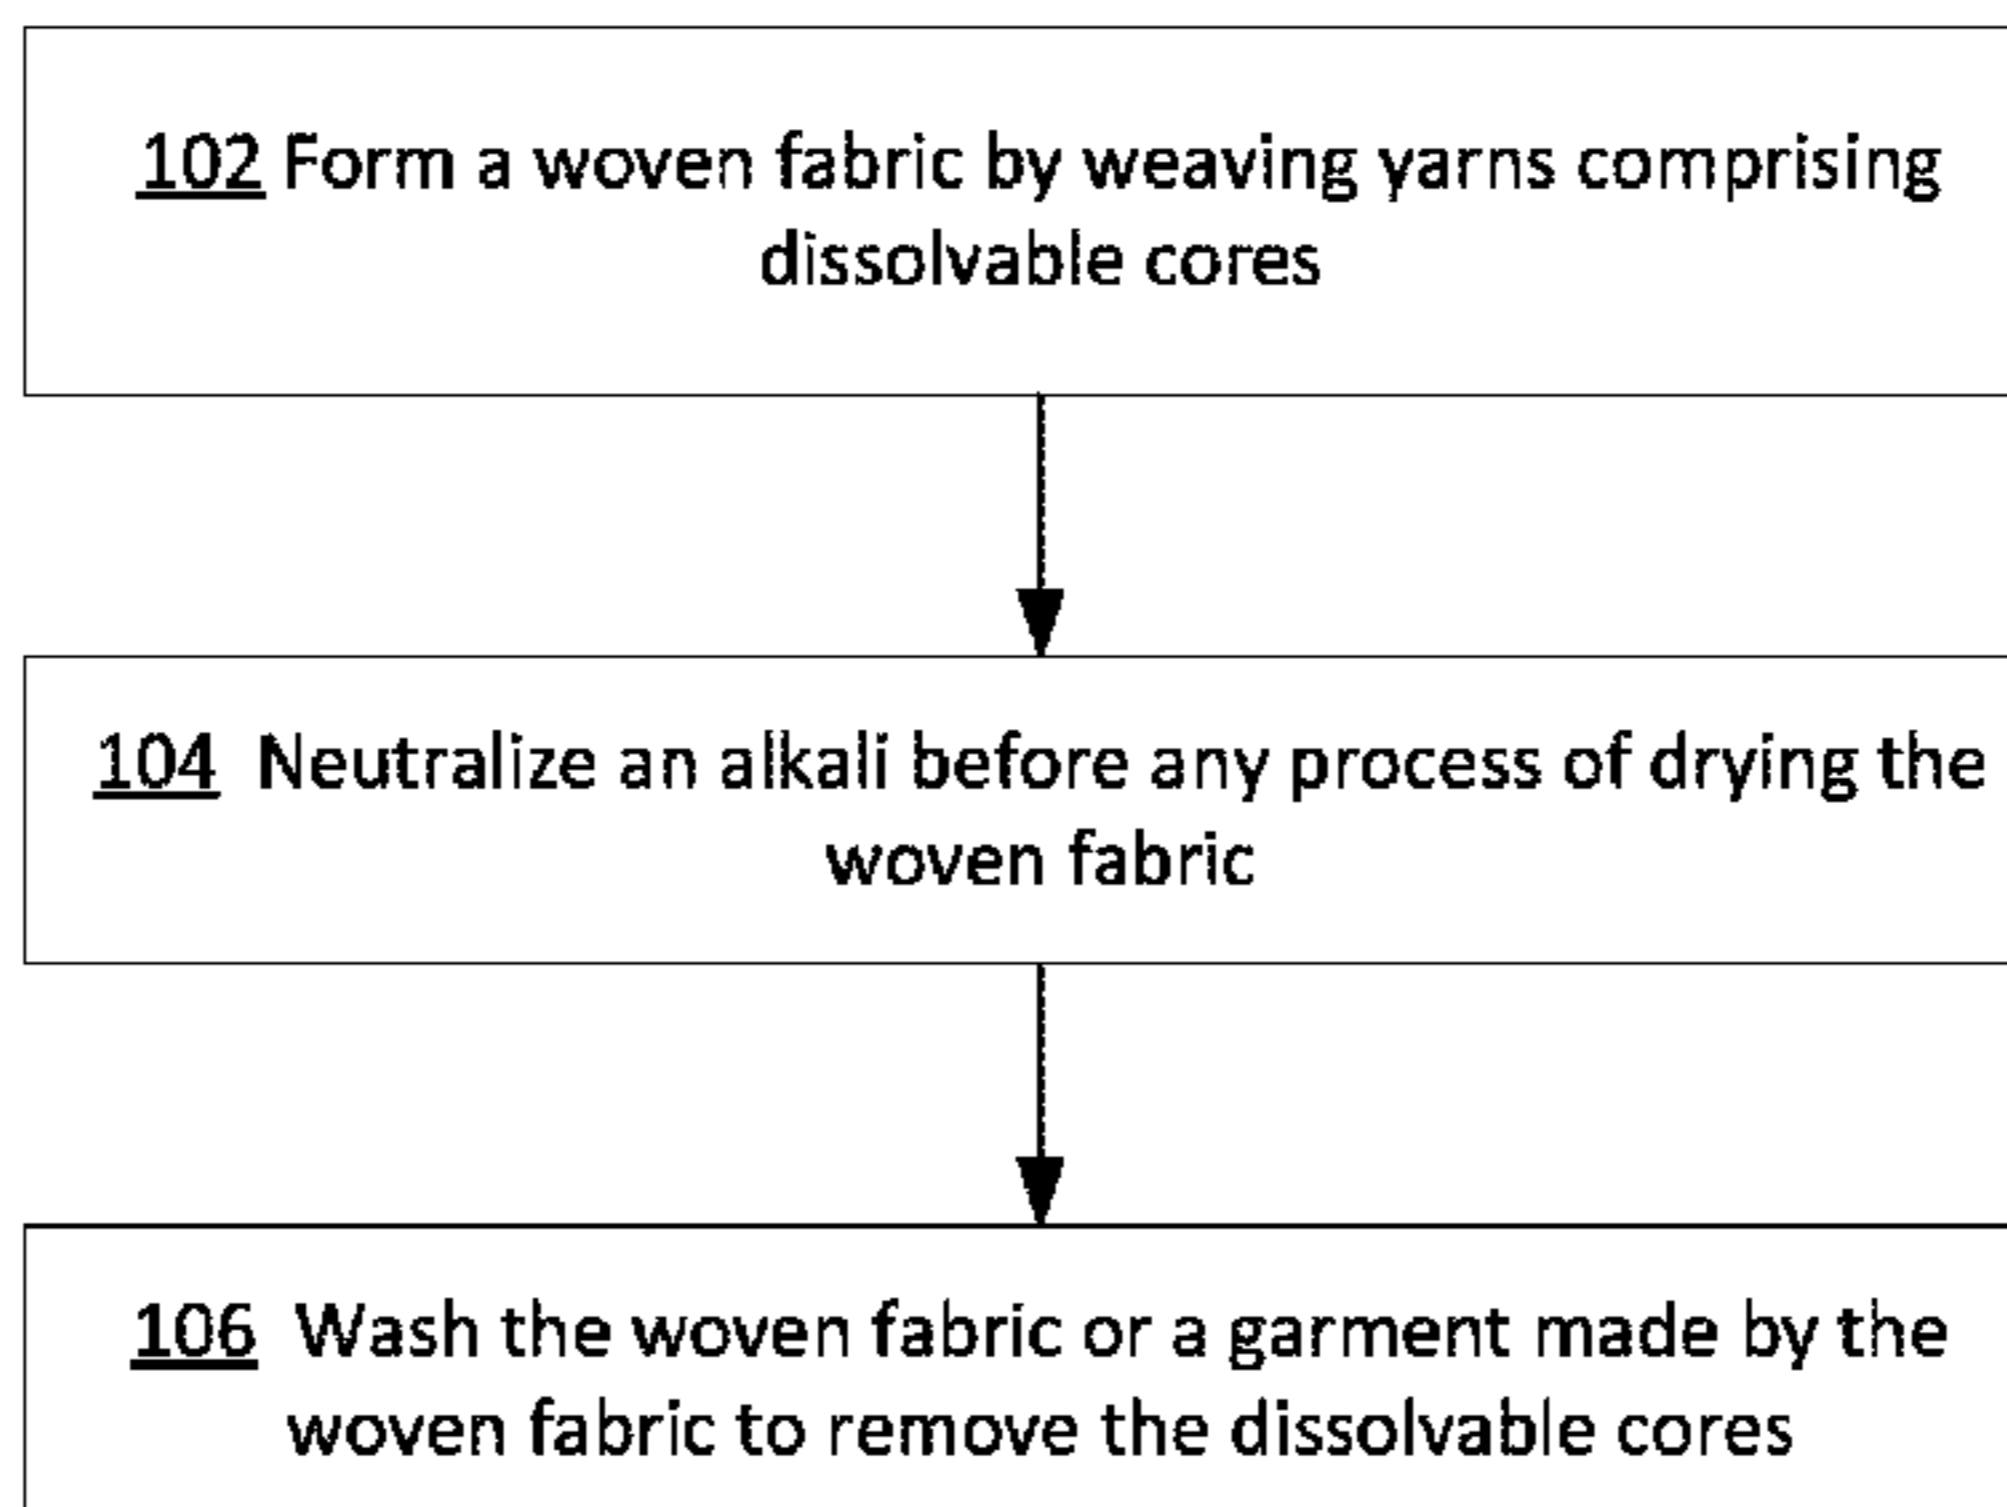 102 Form a woven fabric by weaving yarns comprising
dissolvable cores
104 Neutralize an alkali before any process of drying the
woven fabric
106 Wash the woven fabric or a garment made by the
woven fabric to remove the dissolvable cores